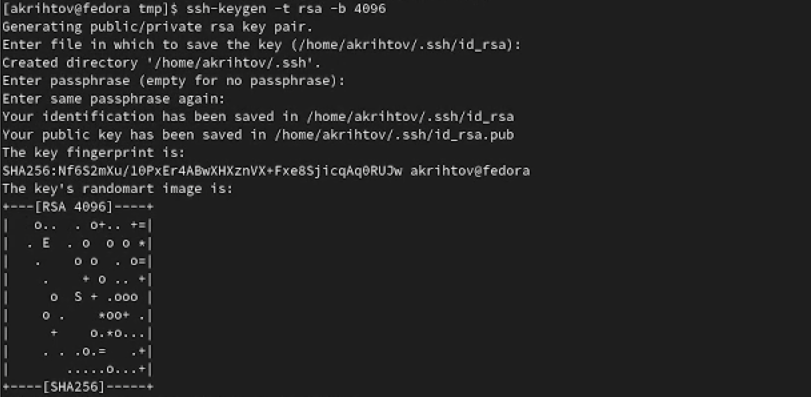 [akrihtov@fedora tmp]$ ssh-keygen -t rsa -b 4096
Generating public/private rsa key pair.
Enter file in which to save the key (/home/akrihtov/.ssh/id_rsa):
Created directory '/home/akrihtov/.ssh'.
Enter passphrase (empty for no passphrase):
Enter same passphrase again:
Your identification has been saved in /home/akrihtov/.ssh/id_rsa
Your public key has been saved in /home/akrihtov/.ssh/id_rsa.pub
The key fingerprint is:
SHA256:Nf6S2mXu/10PxEr4ABwXHXznVX+Fxe8SjicqAq0RUJw akrihtov@fedora
The key's randomart image is:
+---[RSA 4096]----+
|   o..  . o+.. +=|
|  . E  . o  o o *|
|   .    o o  . o=|
|    .    + o .. +|
|     o  S + .ooo |
|    o .    *oo+ .|
|     +    o.*o...|
|    . . .o.=   .+|
|       .....o...+|
+----[SHA256]-----+